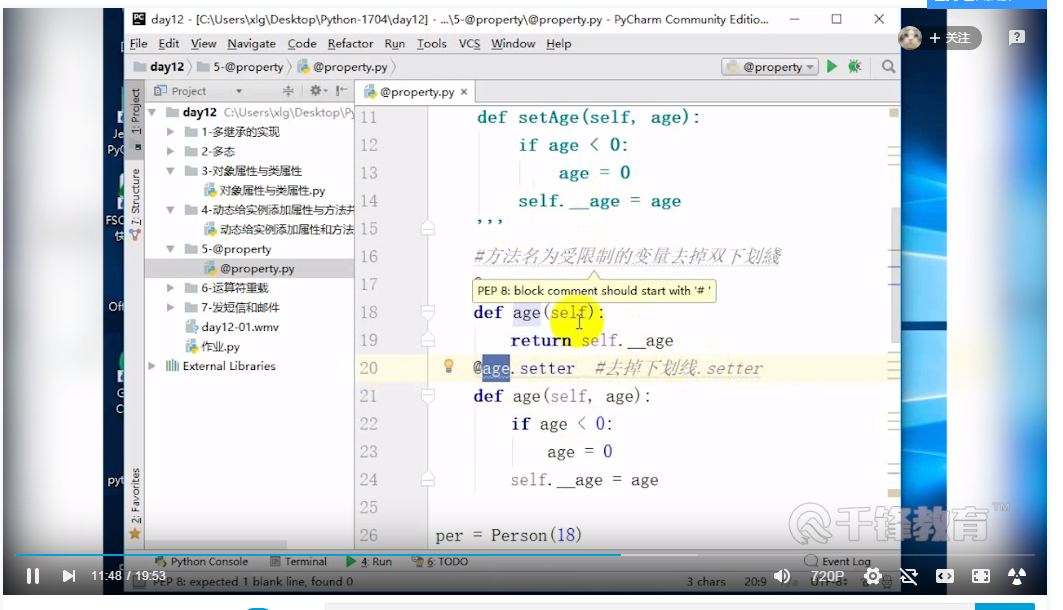 day12 - [C:\Users\xlg\Desktop\Python-1704\day12] - ...\5-@property\@property.py - PyCharm Community Editio...
File Edit View Navigate Code Refactor Run Tools VCS Window Help
+ 关注
day12 5-@property @property.py
@property
Project
@property.py
1: Project
7: Structure
2: Favorites
day12 C:\Users\xlg\Desktop\P
1-多继承的实现
2-多态
3-对象属性与类属性
对象属性与类属性.py
4-动态给实例添加属性与方法并
动态给实例添加属性和方法
5-@property
@property.py
6-运算符重载
7-发短信和邮件
day12-01.wmv
作业.py
External Libraries
11 def setAge(self, age):
12 if age < 0:
13 age = 0
14 self.__age = age
15 '''
16 #方法名为受限制的变量去掉双下划线
17
PEP 8: block comment should start with '# '
18 def age(self):
19 return self.__age
20 @age.setter #去掉下划线.setter
21 def age(self, age):
22 if age < 0:
23 age = 0
24 self.__age = age
25
26 per = Person(18)
千锋教育 TM
Python Console Terminal 4: Run 6: TODO Event Log
PEP 8: expected 1 blank line, found 0 3 chars 20:9
11:48 / 19:53 720P